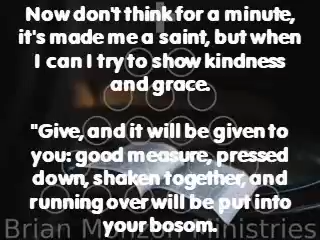 Now don't think for a minute,
it's made me a saint, but when
I can I try to show kindness
and grace.
"Give, and it will be given to
you: good measure, pressed
down, shaken together, and
running over will be put into
your bosom.
Brian Monzon Ministries